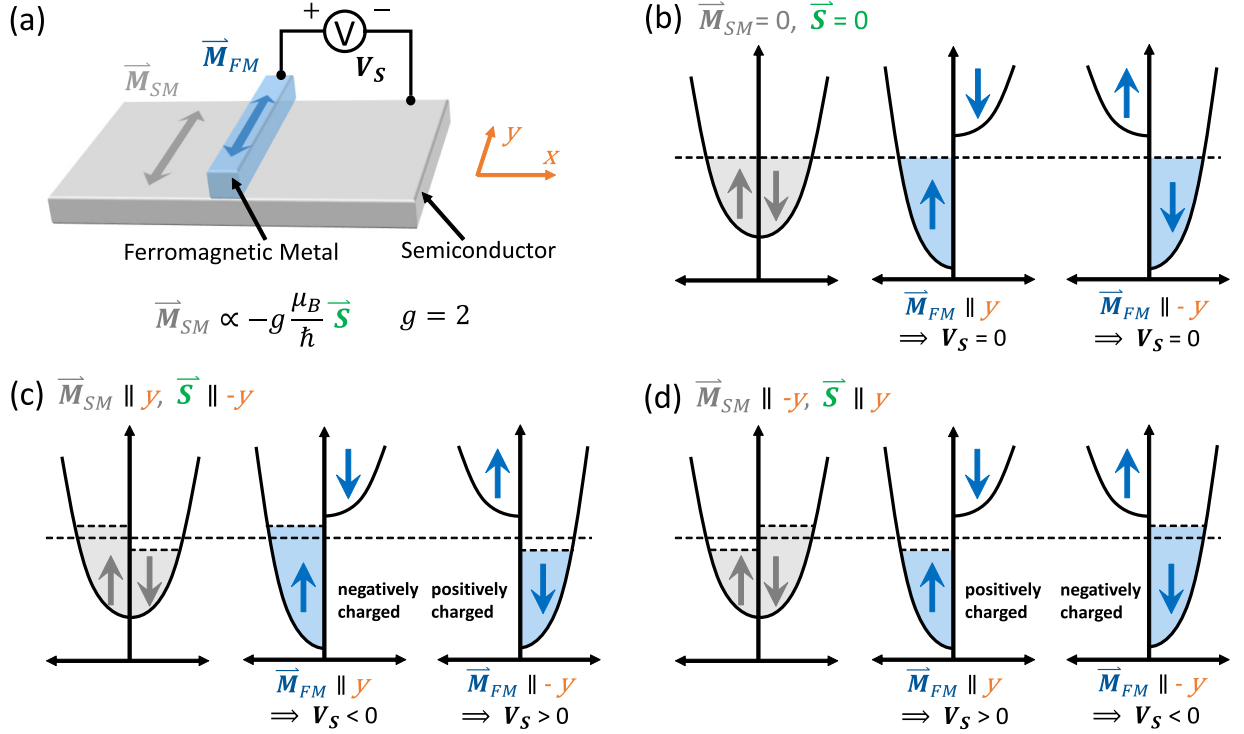 (a)
+ −
V
V_S
M⃗_FM
M⃗_SM
y
x
Ferromagnetic Metal
Semiconductor
M⃗_SM ∝ −g μ_B/ħ S⃗ g = 2
(b) M⃗_SM = 0, S⃗ = 0
M⃗_FM ∥ y
⟹ V_S = 0
M⃗_FM ∥ -y
⟹ V_S = 0
(c) M⃗_SM ∥ y, S⃗ ∥ -y
negatively
charged
positively
charged
M⃗_FM ∥ y
⟹ V_S < 0
M⃗_FM ∥ -y
⟹ V_S > 0
(d) M⃗_SM ∥ -y, S⃗ ∥ y
positively
charged
negatively
charged
M⃗_FM ∥ y
⟹ V_S > 0
M⃗_FM ∥ -y
⟹ V_S < 0